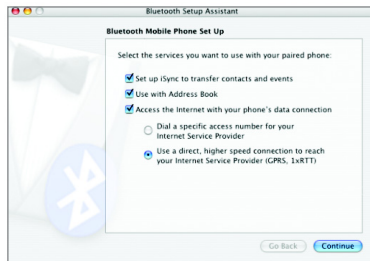 Bluetooth Setup Assistant
Bluetooth Mobile Phone Set Up
Select the services you want to use with your paired phone:
Set up iSync to transfer contacts and events
Use with Address Book
Access the Internet with your phone's data connection
Dial a specific access number for your
Internet Service Provider
Use a direct, higher speed connection to reach
your Internet Service Provider (GPRS, 1xRTT)
Go Back
Continue